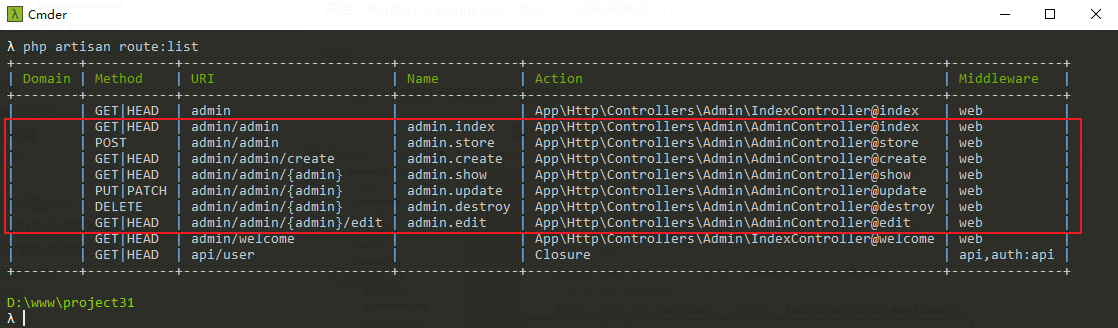 Cmder
λ php artisan route:list
| Domain | Method | URI | Name | Action | Middleware |
| | GET|HEAD | admin | | App\Http\Controllers\Admin\IndexController@index | web |
| | GET|HEAD | admin/admin | admin.index | App\Http\Controllers\Admin\AdminController@index | web |
| | POST | admin/admin | admin.store | App\Http\Controllers\Admin\AdminController@store | web |
| | GET|HEAD | admin/admin/create | admin.create | App\Http\Controllers\Admin\AdminController@create | web |
| | GET|HEAD | admin/admin/{admin} | admin.show | App\Http\Controllers\Admin\AdminController@show | web |
| | PUT|PATCH | admin/admin/{admin} | admin.update | App\Http\Controllers\Admin\AdminController@update | web |
| | DELETE | admin/admin/{admin} | admin.destroy | App\Http\Controllers\Admin\AdminController@destroy | web |
| | GET|HEAD | admin/admin/{admin}/edit | admin.edit | App\Http\Controllers\Admin\AdminController@edit | web |
| | GET|HEAD | admin/welcome | | App\Http\Controllers\Admin\IndexController@welcome | web |
| | GET|HEAD | api/user | | Closure | api,auth:api |
D:\www\project31
λ